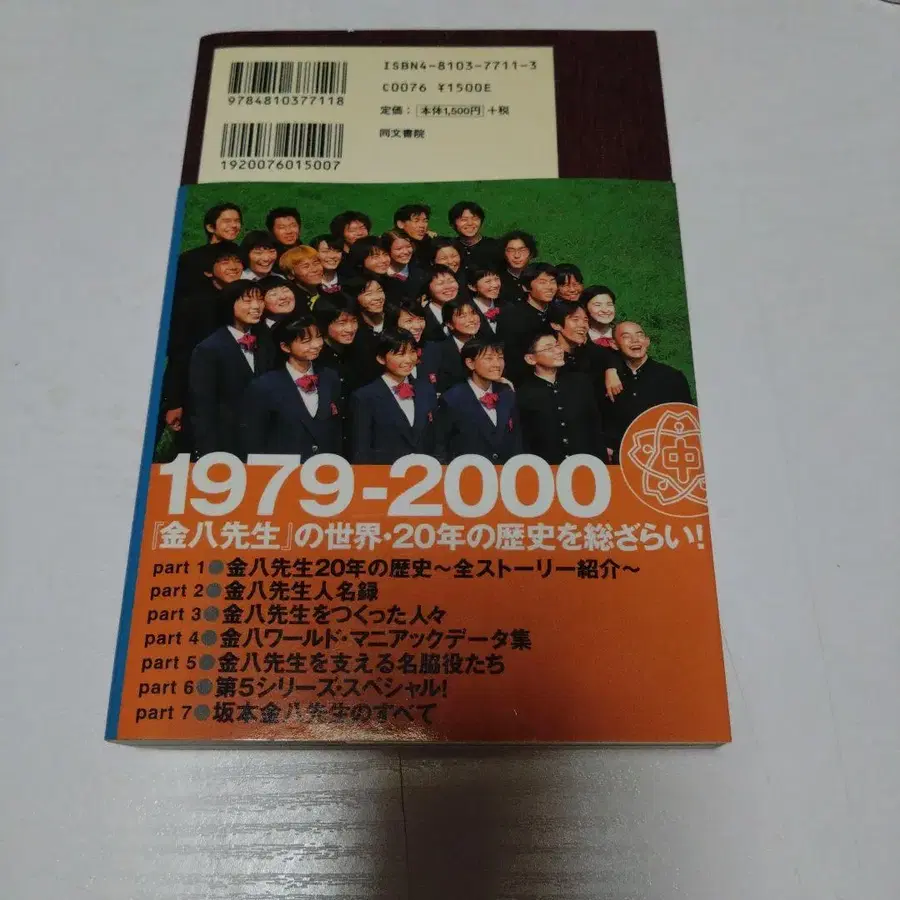 ISBN4-8103-7711-3
C0076 ¥1500E
定価：本体1,500円+税
同文書院
9784810377118
1920076015007
中
1979-2000
『金八先生』の世界・20年の歴史を総ざらい！
part 1●金八先生20年の歴史〜全ストーリー紹介〜
part 2●金八先生人名録
part 3●金八先生をつくった人々
part 4●金八ワールド・マニアックデータ集
part 5●金八先生を支える名脇役たち
part 6●第5シリーズ・スペシャル！
part 7●坂本金八先生のすべて